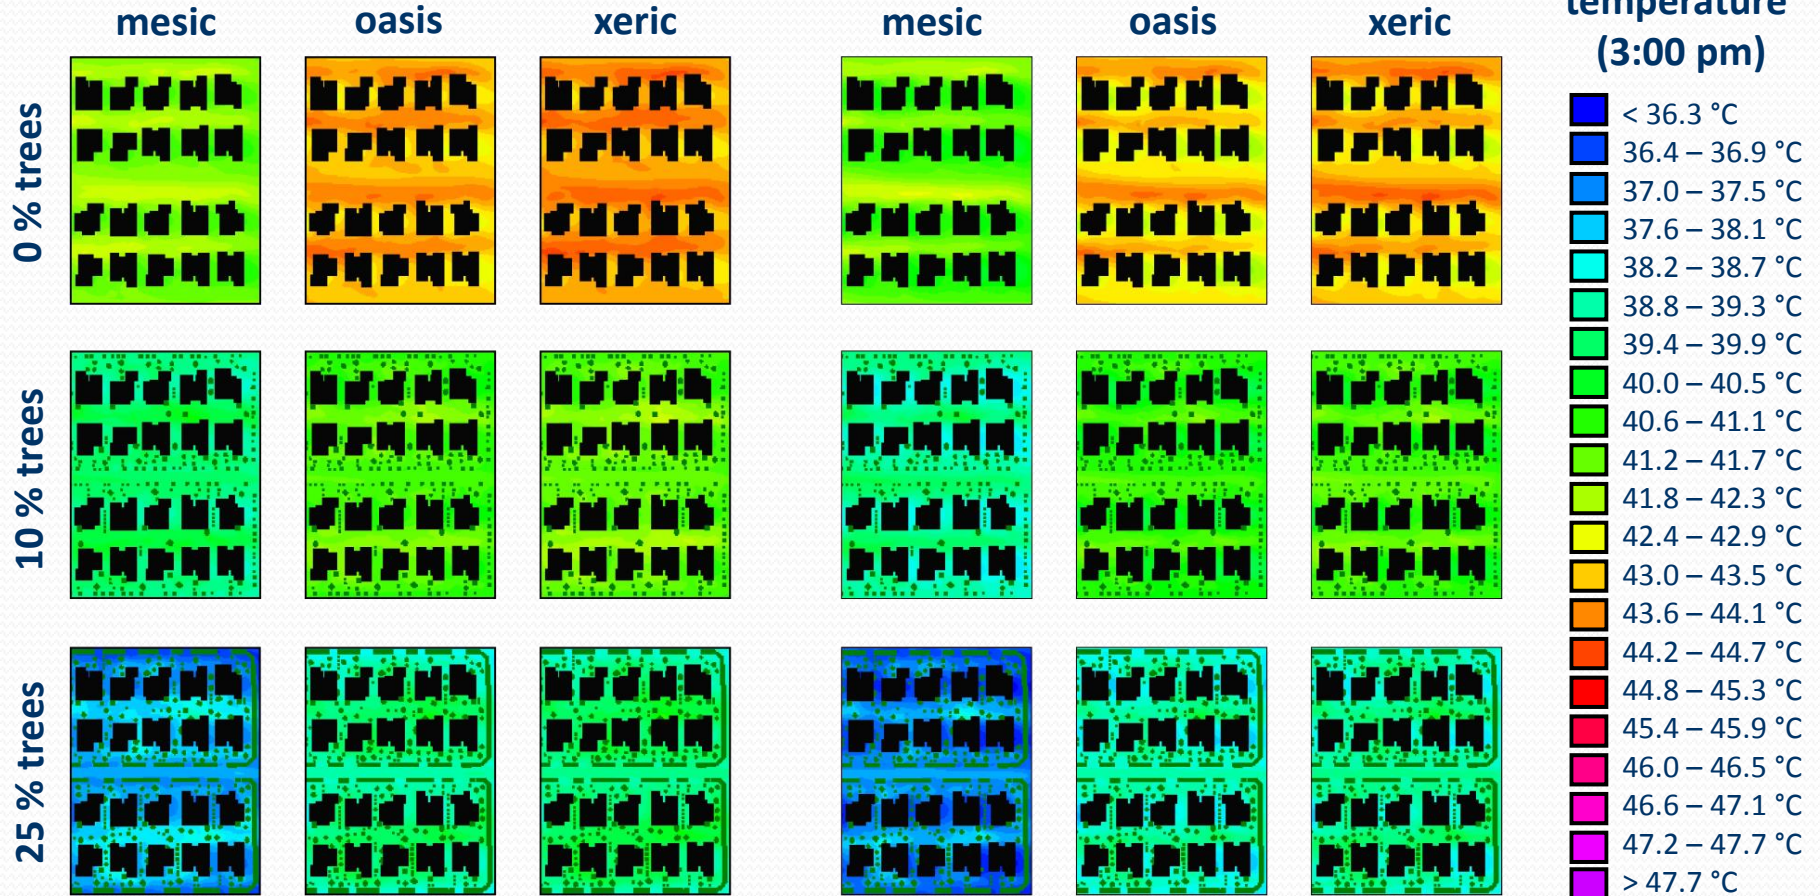 mesic oasis xeric mesic oasis xeric
temperature
(3:00 pm)
0 % trees
10 % trees
25 % trees
< 36.3 °C
36.4 – 36.9 °C
37.0 – 37.5 °C
37.6 – 38.1 °C
38.2 – 38.7 °C
38.8 – 39.3 °C
39.4 – 39.9 °C
40.0 – 40.5 °C
40.6 – 41.1 °C
41.2 – 41.7 °C
41.8 – 42.3 °C
42.4 – 42.9 °C
43.0 – 43.5 °C
43.6 – 44.1 °C
44.2 – 44.7 °C
44.8 – 45.3 °C
45.4 – 45.9 °C
46.0 – 46.5 °C
46.6 – 47.1 °C
47.2 – 47.7 °C
> 47.7 °C